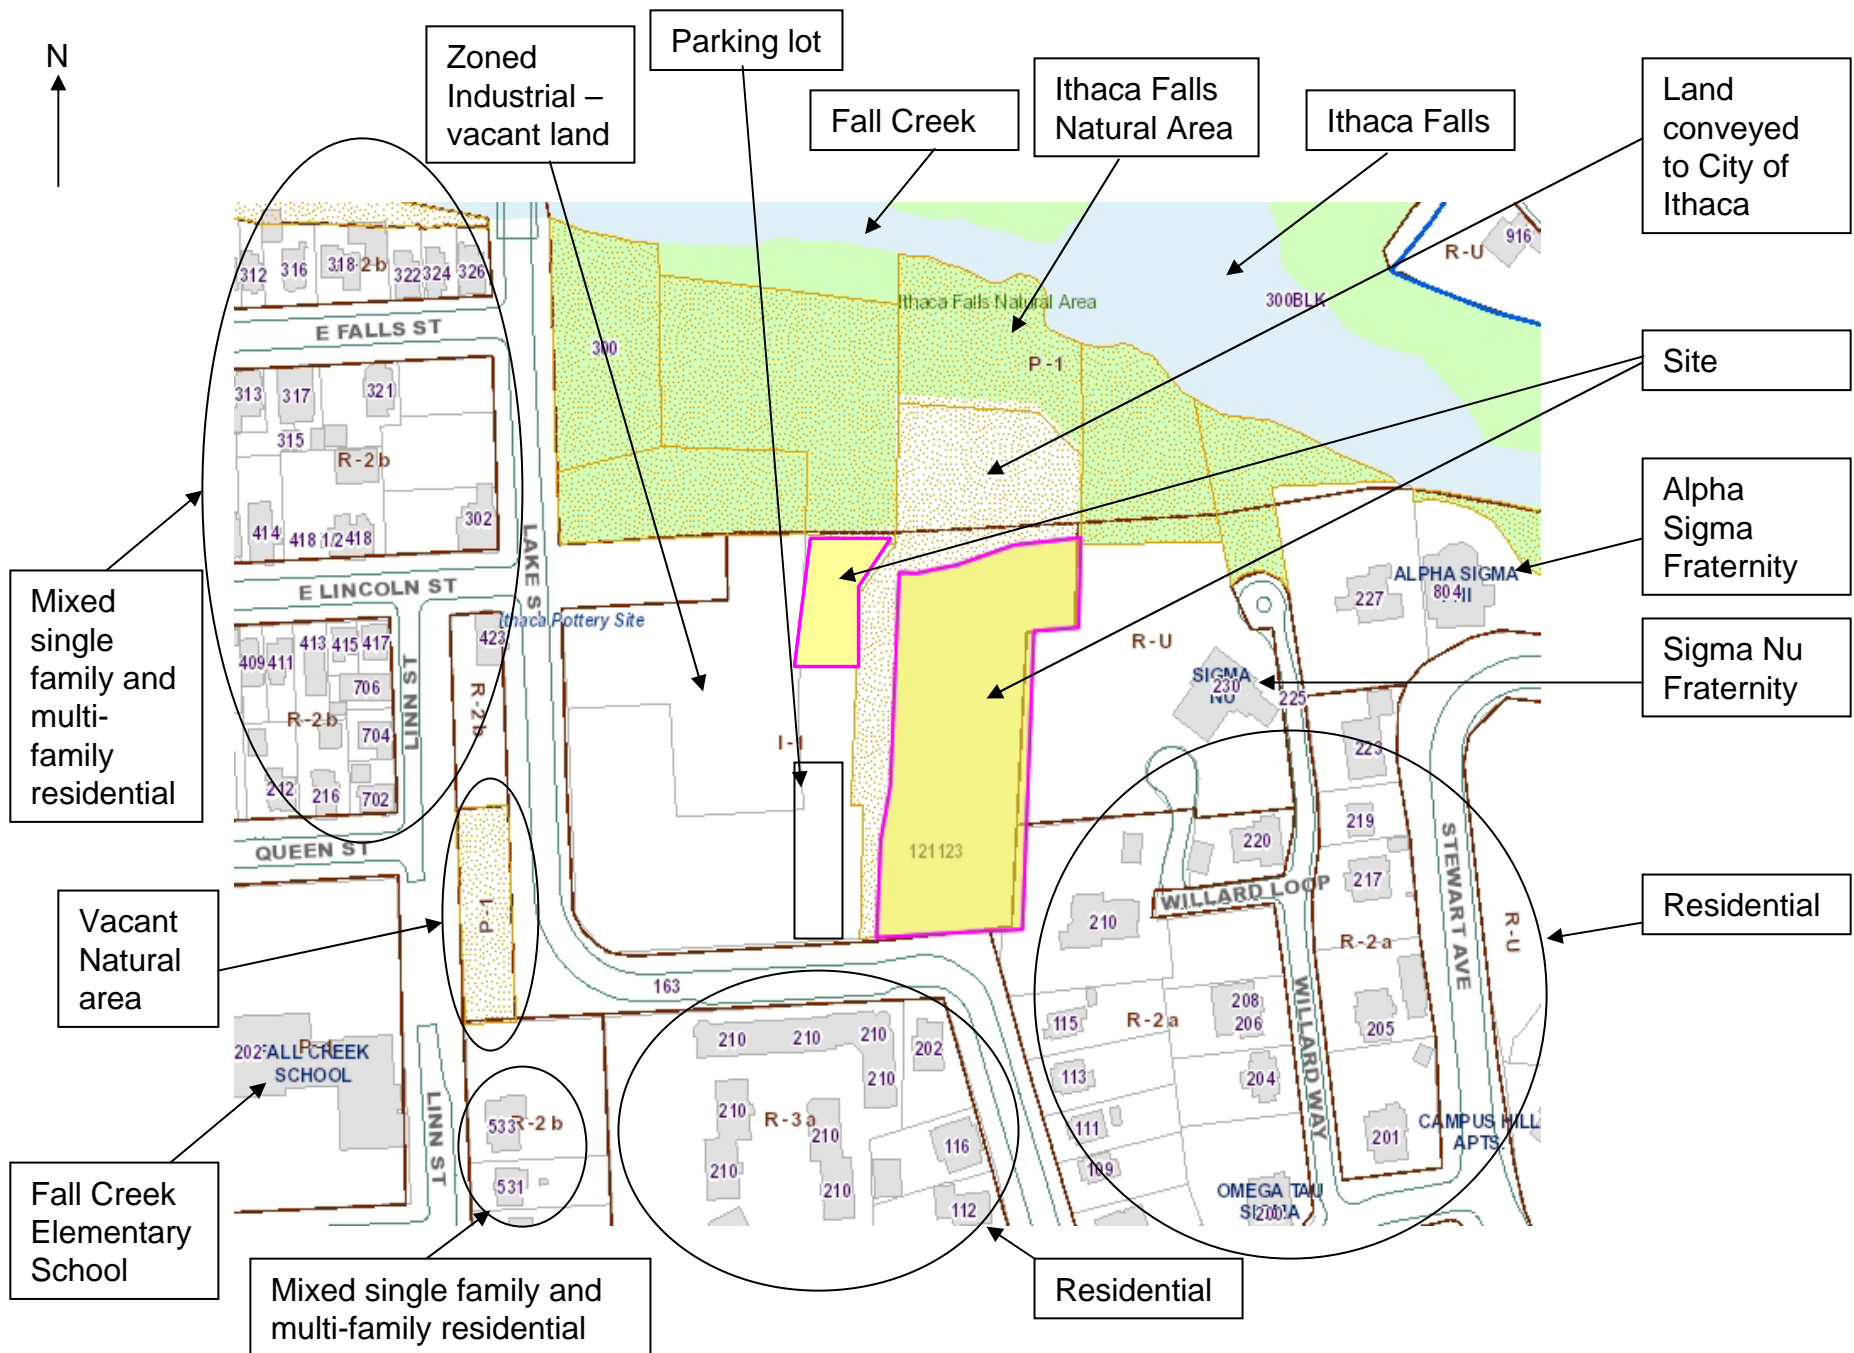 N
Zoned
Industrial –
vacant land
Parking lot
Fall Creek
Ithaca Falls
Natural Area
Ithaca Falls
Land
conveyed
to City of
Ithaca
Site
Alpha
Sigma
Fraternity
Sigma Nu
Fraternity
Residential
Mixed
single
family and
multi-
family
residential
Vacant
Natural
area
Fall Creek
Elementary
School
Mixed single family and
multi-family residential
Residential
312
316
318
2b
322
324
326
E FALLS ST
313
317
321
315
R-2b
414
418 1/2
418
302
E LINCOLN ST
LAKE ST
Ithaca Pottery Site
409
411
413
415
417
423
706
R-2b
704
LINN ST
R-2b
212
216
702
QUEEN ST
P-1
202
P-1
FALL CREEK
SCHOOL
LINN ST
533
R-2b
531
300
Ithaca Falls Natural Area
P-1
300BLK
R-U
916
I-1
121123
163
R-U
ALPHA SIGMA
804
227
SIGMA
230
NU
225
223
219
220
217
WILLARD LOOP
210
STEWART AVE
R-U
R-2a
R-2a
208
206
205
WILLARD WAY
115
113
204
111
109
201
CAMPUS HILL
APTS.
OMEGA TAU
200
210
210
210
202
210
210
R-3a
210
210
210
116
112